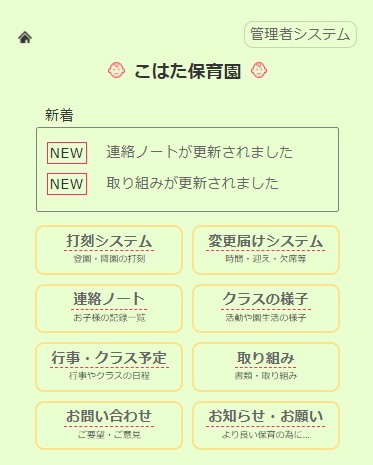 管理者システム
こはた保育園
新着
NEW 連絡ノートが更新されました
NEW 取り組みが更新されました
打刻システム
登園・降園の打刻
変更届けシステム
時間・迎え・欠席等
連絡ノート
お子様の記録一覧
クラスの様子
活動や園生活の様子
行事・クラス予定
行事やクラスの日程
取り組み
書類・取り組み
お問い合わせ
ご要望・ご意見
お知らせ・お願い
より良い保育の為に...